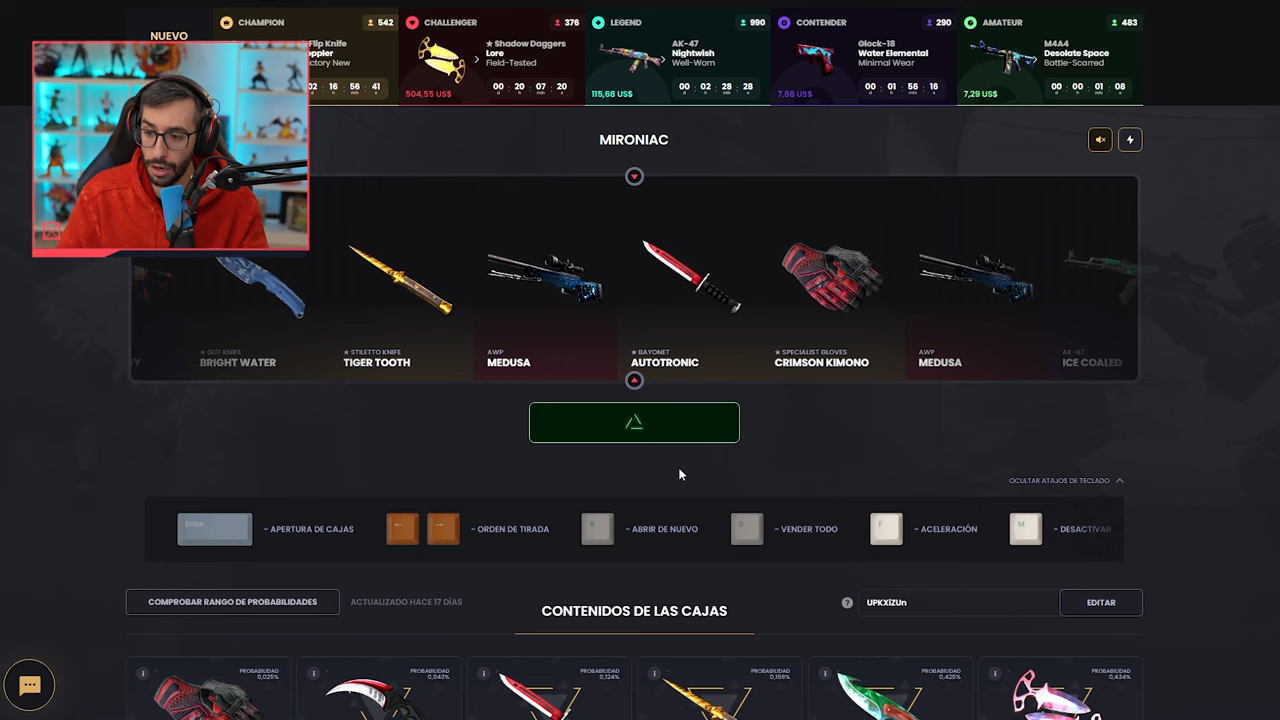 NUEVO
CHAMPION
542
Flip Knife
16 56 41
CHALLENGER
376
★ Shadow Daggers
Lore
Field-Tested
504,55 US$
00 20 07 20
d h min s
LEGEND
990
AK-47
Nightwish
Well-Worn
115,68 US$
00 02 28 28
d h min s
CONTENDER
290
Glock-18
Water Elemental
Minimal Wear
7,88 US$
00 01 56 16
d h min s
AMATEUR
483
M4A4
Desolate Space
Battle-Scarred
7,29 US$
00 00 01 08
d h min s
MIRONIAC
★ GUT KNIFE
BRIGHT WATER
★ STILETTO KNIFE
TIGER TOOTH
AWP
MEDUSA
★ BAYONET
AUTOTRONIC
★ SPECIALIST GLOVES
CRIMSON KIMONO
AWP
MEDUSA
AK-47
ICE COALED
OCULTAR ATAJOS DE TECLADO
Enter
- APERTURA DE CAJAS
← →
- ORDEN DE TIRADA
R
- ABRIR DE NUEVO
S
- VENDER TODO
F
- ACELERACIÓN
M
- DESACTIVAR
COMPROBAR RANGO DE PROBABILIDADES
ACTUALIZADO HACE 17 DÍAS
CONTENIDOS DE LAS CAJAS
?
UPKXiZUn
EDITAR
PROBABILIDAD
0,025%
PROBABILIDAD
0,043%
PROBABILIDAD
0,124%
PROBABILIDAD
0,156%
PROBABILIDAD
0,425%
PROBABILIDAD
0,434%